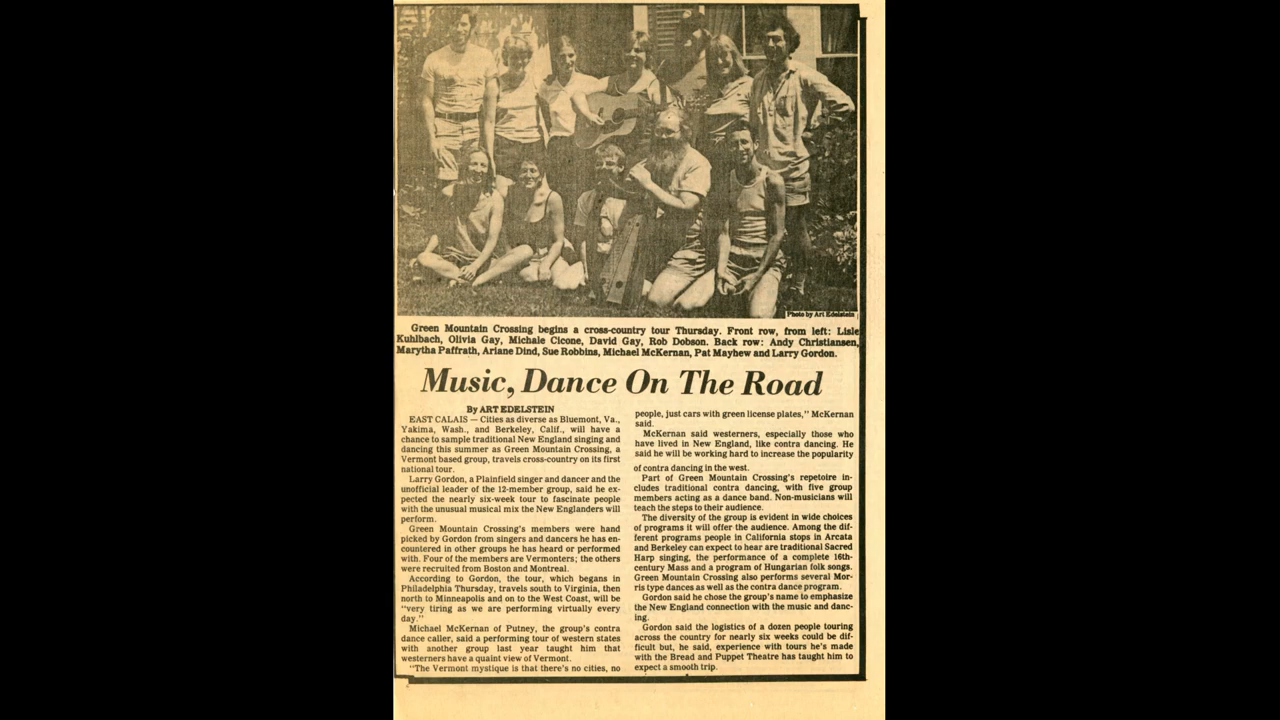 Photo by Art Edelstein
Green Mountain Crossing begins a cross-country tour Thursday. Front row, from left: Lisle
Kuhlbach, Olivia Gay, Michale Cicone, David Gay, Rob Dobson. Back row: Andy Christiansen,
Marytha Paffrath, Ariane Dind, Sue Robbins, Michael McKernan, Pat Mayhew and Larry Gordon.
Music, Dance On The Road
By ART EDELSTEIN
EAST CALAIS — Cities as diverse as Bluemont, Va.,
Yakima, Wash., and Berkeley, Calif., will have a
chance to sample traditional New England singing and
dancing this summer as Green Mountain Crossing, a
Vermont based group, travels cross-country on its first
national tour.
Larry Gordon, a Plainfield singer and dancer and the
unofficial leader of the 12-member group, said he ex-
pected the nearly six-week tour to fascinate people
with the unusual musical mix the New Englanders will
perform.
Green Mountain Crossing's members were hand
picked by Gordon from singers and dancers he has en-
countered in other groups he has heard or performed
with. Four of the members are Vermonters; the others
were recruited from Boston and Montreal.
According to Gordon, the tour, which begins in
Philadelphia Thursday, travels south to Virginia, then
north to Minneapolis and on to the West Coast, will be
"very tiring as we are performing virtually every
day."
Michael McKernan of Putney, the group's contra
dance caller, said a performing tour of western states
with another group last year taught him that
westerners have a quaint view of Vermont.
"The Vermont mystique is that there's no cities, no
people, just cars with green license plates," McKernan
said.
McKernan said westerners, especially those who
have lived in New England, like contra dancing. He
said he will be working hard to increase the popularity
of contra dancing in the west.
Part of Green Mountain Crossing's repetoire in-
cludes traditional contra dancing, with five group
members acting as a dance band. Non-musicians will
teach the steps to their audience.
The diversity of the group is evident in wide choices
of programs it will offer the audience. Among the dif-
ferent programs people in California stops in Arcata
and Berkeley can expect to hear are traditional Sacred
Harp singing, the performance of a complete 16th-
century Mass and a program of Hungarian folk songs.
Green Mountain Crossing also performs several Mor-
ris type dances as well as the contra dance program.
Gordon said he chose the group's name to emphasize
the New England connection with the music and danc-
ing.
Gordon said the logistics of a dozen people touring
across the country for nearly six weeks could be dif-
ficult but, he said, experience with tours he's made
with the Bread and Puppet Theatre has taught him to
expect a smooth trip.